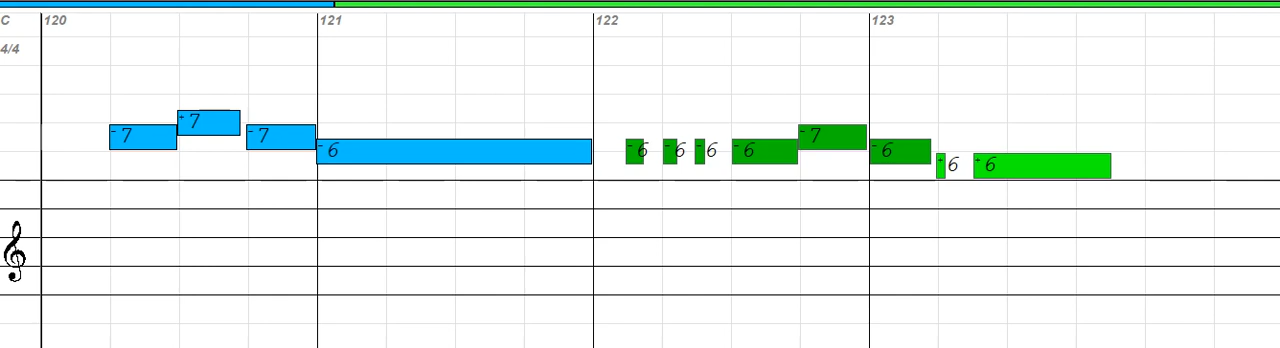 C 120 121 122 123
4/4
+ 7
- 7 - 7 - 7
- 6 - 6 - 6 - 6 - 6 - 6
+ 6 + 6